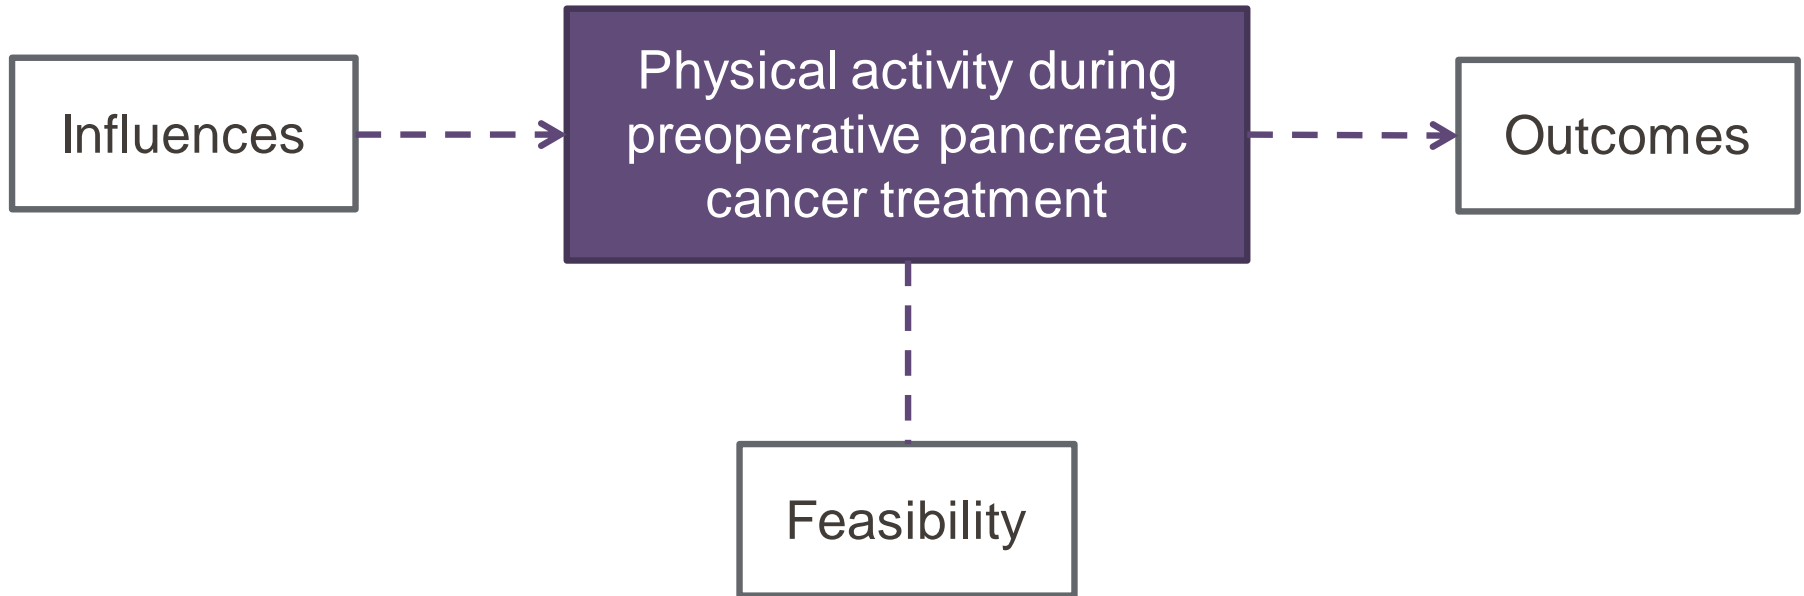 Influences
Physical activity during
preoperative pancreatic
cancer treatment
Outcomes
Feasibility